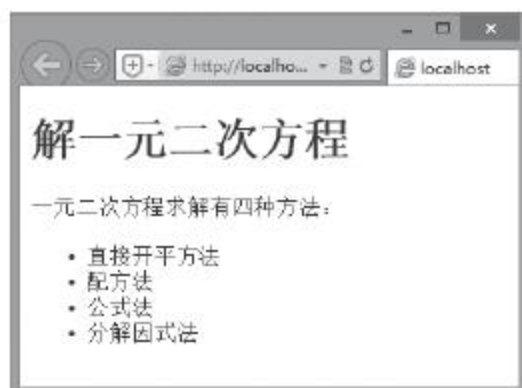 http://localho...
localhost
解一元二次方程
一元二次方程求解有四种方法：
• 直接开平方法
• 配方法
• 公式法
• 分解因式法